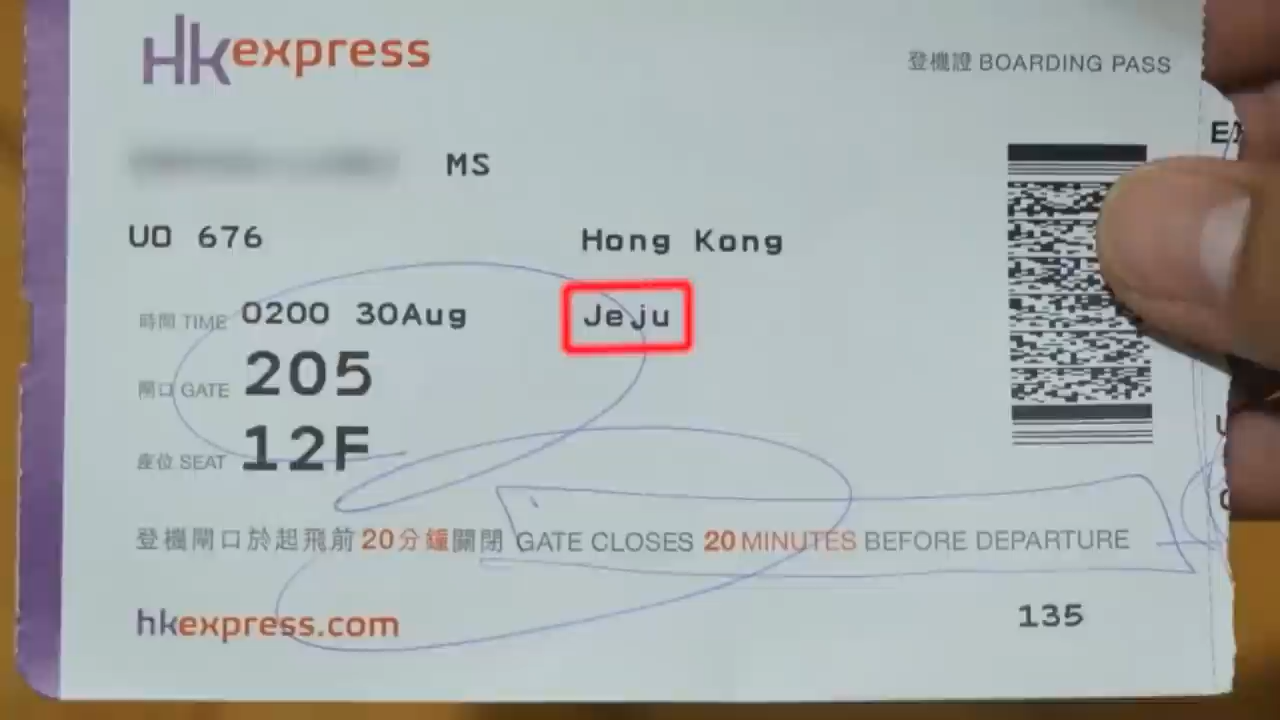 HK express
登機證 BOARDING PASS
MS
UO 676
Hong Kong
時間 TIME 0200 30Aug
Jeju
閘口 GATE 205
座位 SEAT 12F
登機閘口於起飛前 20分鐘關閉 GATE CLOSES 20 MINUTES BEFORE DEPARTURE
hkexpress.com
135